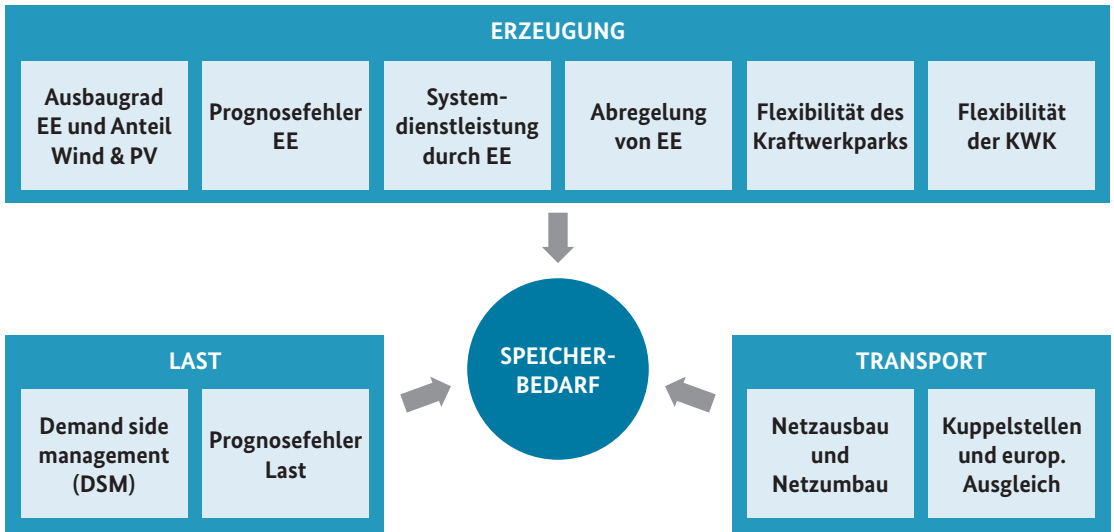 ERZEUGUNG
Ausbaugrad
EE und Anteil
Wind & PV
Prognosefehler
EE
System-
dienstleistung
durch EE
Abregelung
von EE
Flexibilität des
Kraftwerkparks
Flexibilität
der KWK
SPEICHER-
BEDARF
LAST
Demand side
management
(DSM)
Prognosefehler
Last
TRANSPORT
Netzausbau
und
Netzumbau
Kuppelstellen
und europ.
Ausgleich